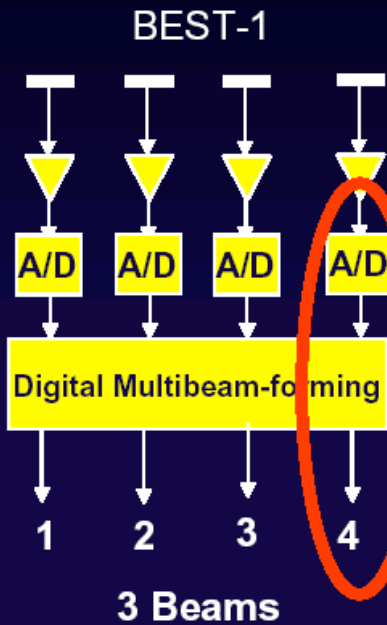 BEST-1
A/D A/D A/D A/D
Digital Multibeam-forming
1 2 3 4
3 Beams